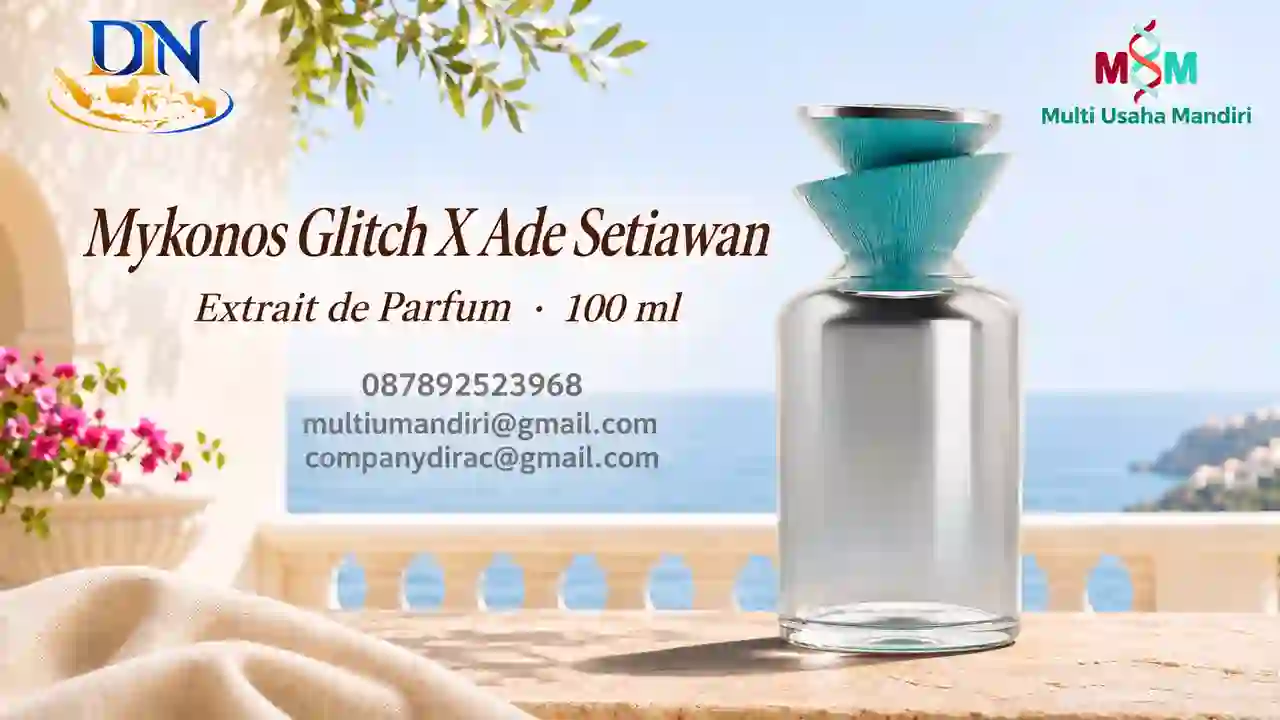 DN
MSM
Multi Usaha Mandiri
Mykonos Glitch X Ade Setiawan
Extrait de Parfum · 100 ml
087892523968
multiumandiri@gmail.com
companydirac@gmail.com